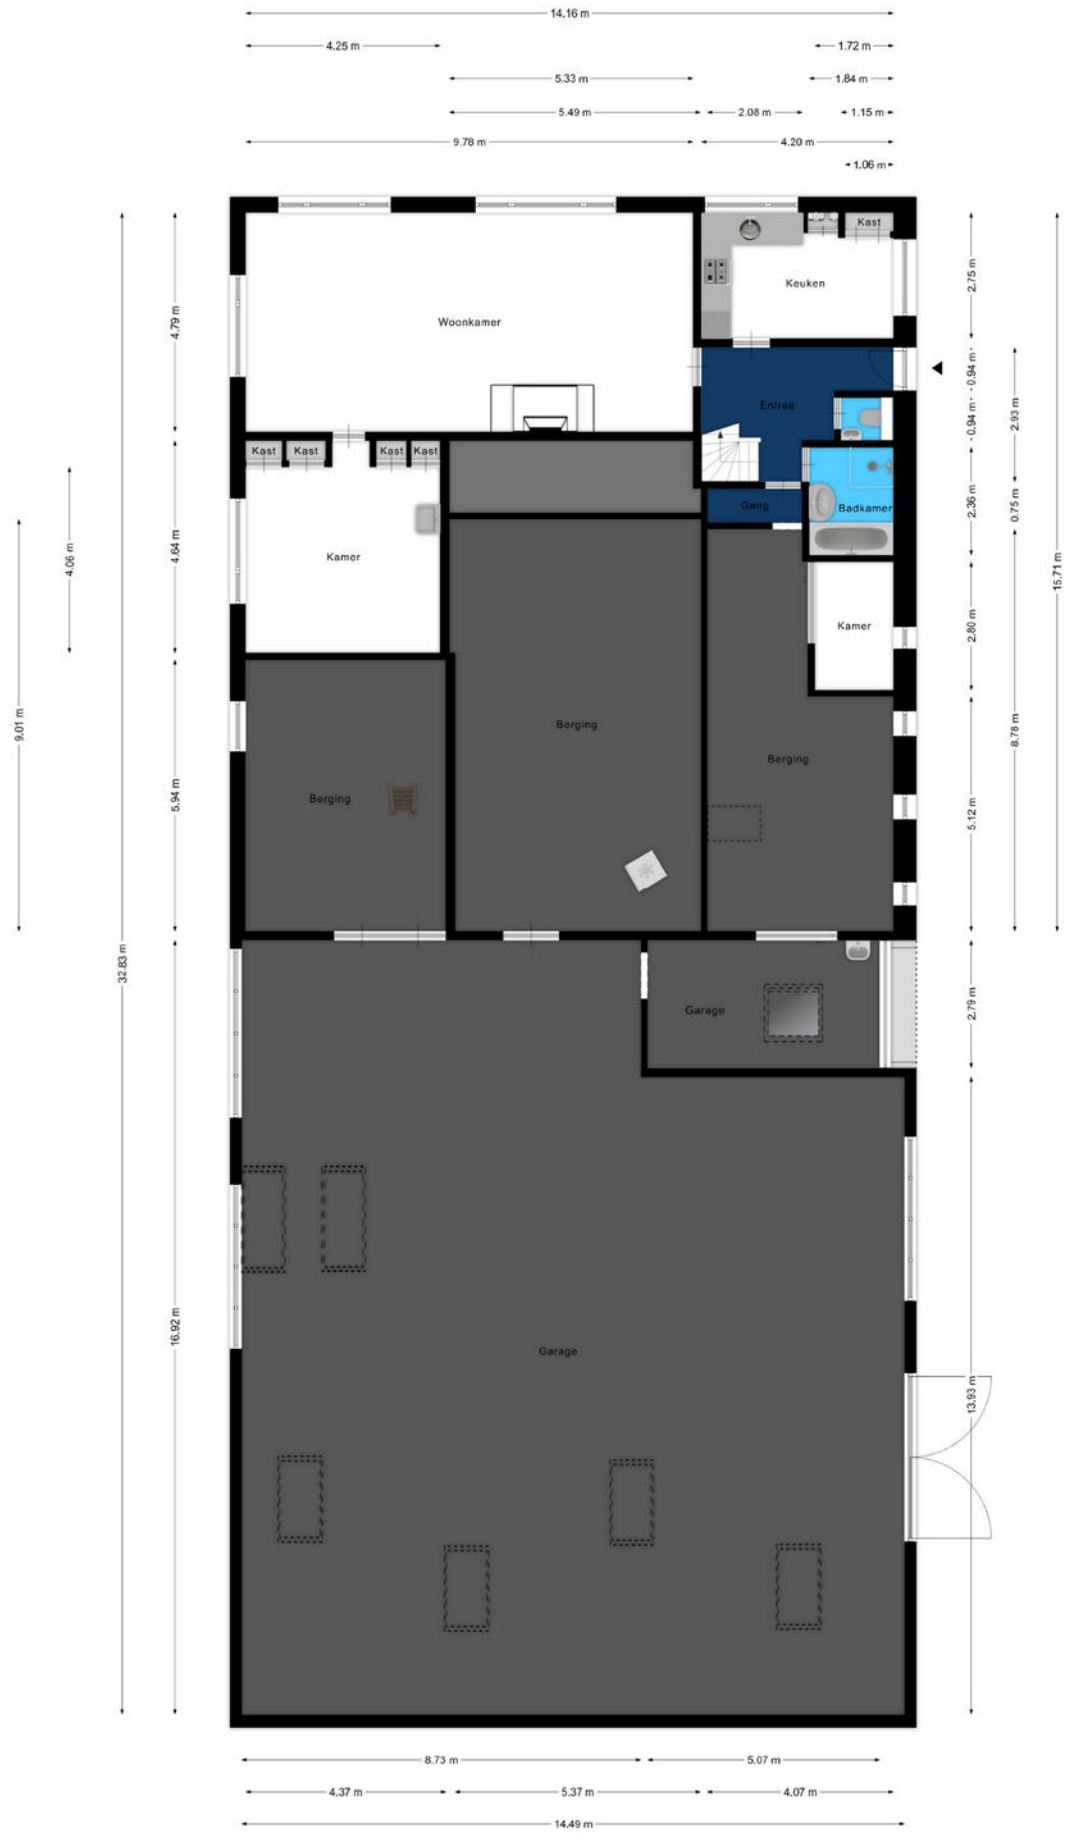 14.16 m
4.25 m
1.72 m
5.33 m
1.84 m
5.49 m
2.08 m
1.15 m
9.78 m
4.20 m
1.06 m
Kast
Keuken
2.75 m
4.79 m
Woonkamer
0.94 m
Entree
0.94 m
2.93 m
Kast
Kast
Kast
Kast
Gang
Badkamer
2.36 m
0.75 m
4.06 m
4.64 m
Kamer
15.71 m
Kamer
2.80 m
9.01 m
Berging
8.78 m
Berging
5.94 m
Berging
5.12 m
32.83 m
Garage
2.79 m
16.92 m
Garage
13.93 m
8.73 m
5.07 m
4.37 m
5.37 m
4.07 m
14.49 m